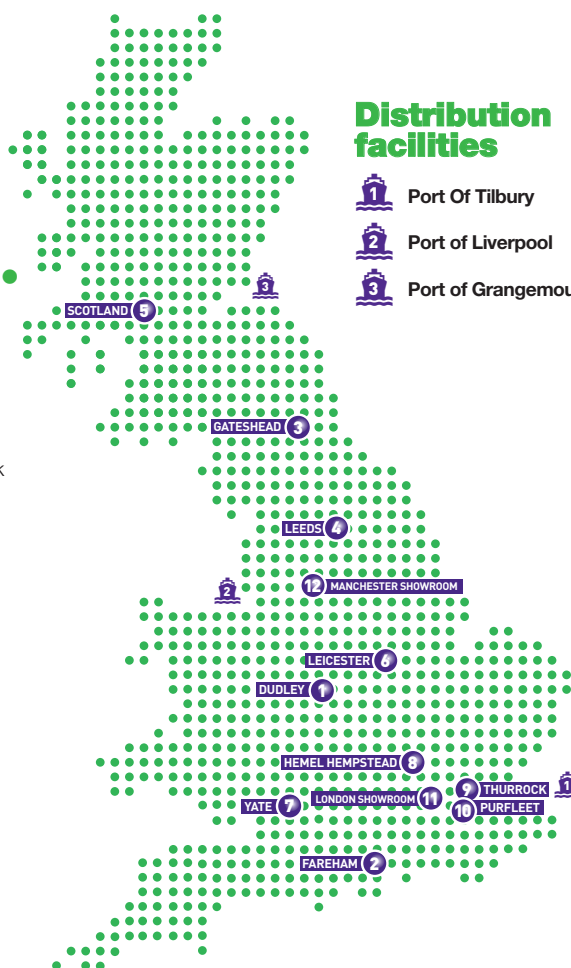 Distribution
facilities
1 Port Of Tilbury
2 Port of Liverpool
3 Port of Grangemou
3
SCOTLAND 5
GATESHEAD 3
K
LEEDS 4
2
12 MANCHESTER SHOWROOM
LEICESTER 6
DUDLEY 1
HEMEL HEMPSTEAD 8
9 THURROCK 1
LONDON SHOWROOM 11
YATE 7
10 PURFLEET
FAREHAM 2